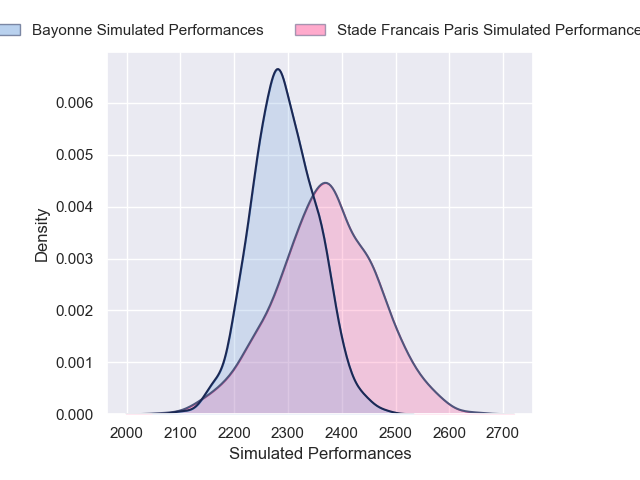 Bayonne Simulated Performances Stade Francais Paris Simulated Performance
0.006
0.005
0.004
0.003
0.002
0.001
0.000
Density
2000 2100 2200 2300 2400 2500 2600 2700
Simulated Performances